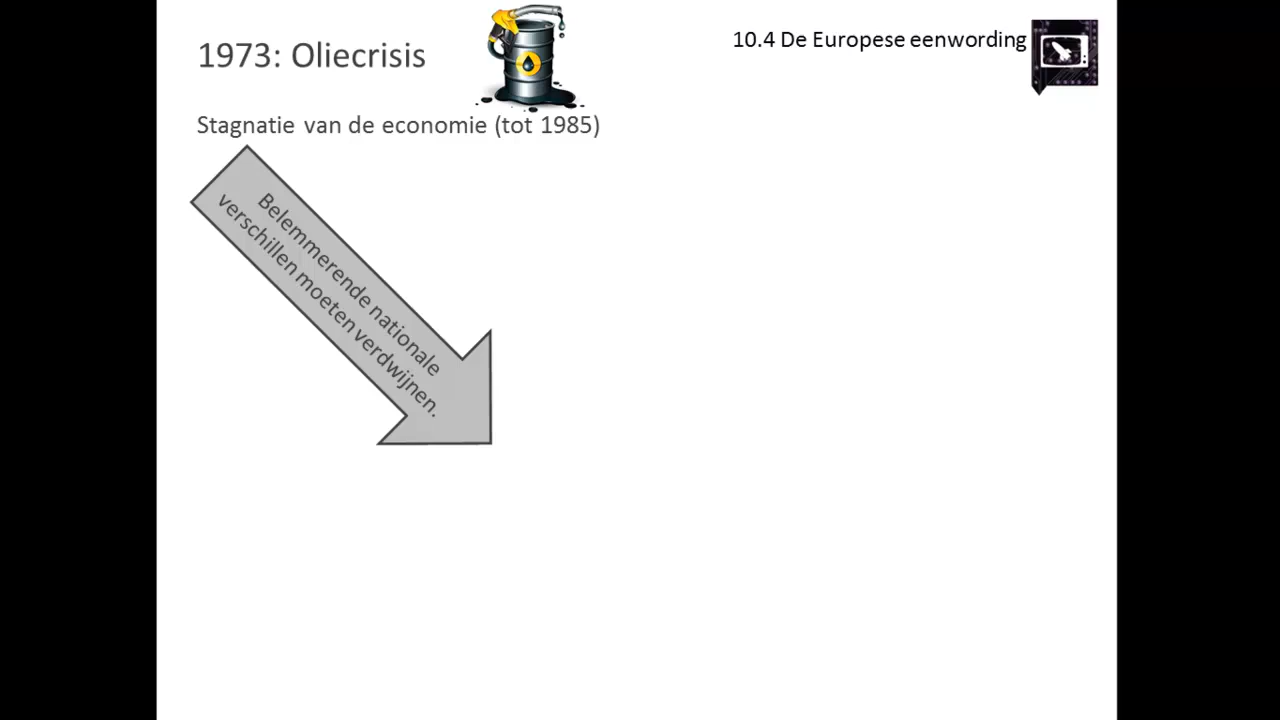 1973: Oliecrisis
10.4 De Europese eenwording
Stagnatie van de economie (tot 1985)
Belemmerende nationale
verschillen moeten verdwijnen.